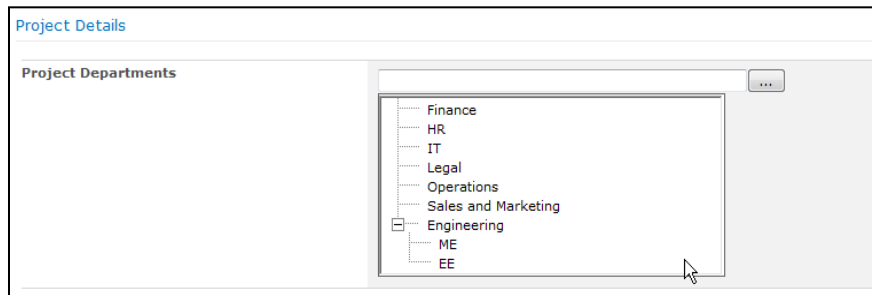 Project Details
Project Departments
...
Finance
HR
IT
Legal
Operations
Sales and Marketing
Engineering
ME
EE